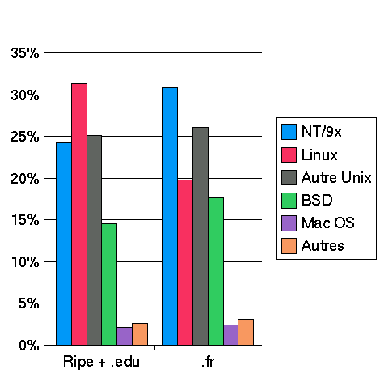 35%
30%
25%
20%
15%
10%
5%
0%
Ripe + .edu
.fr
NT/9x
Linux
Autre Unix
BSD
Mac OS
Autres